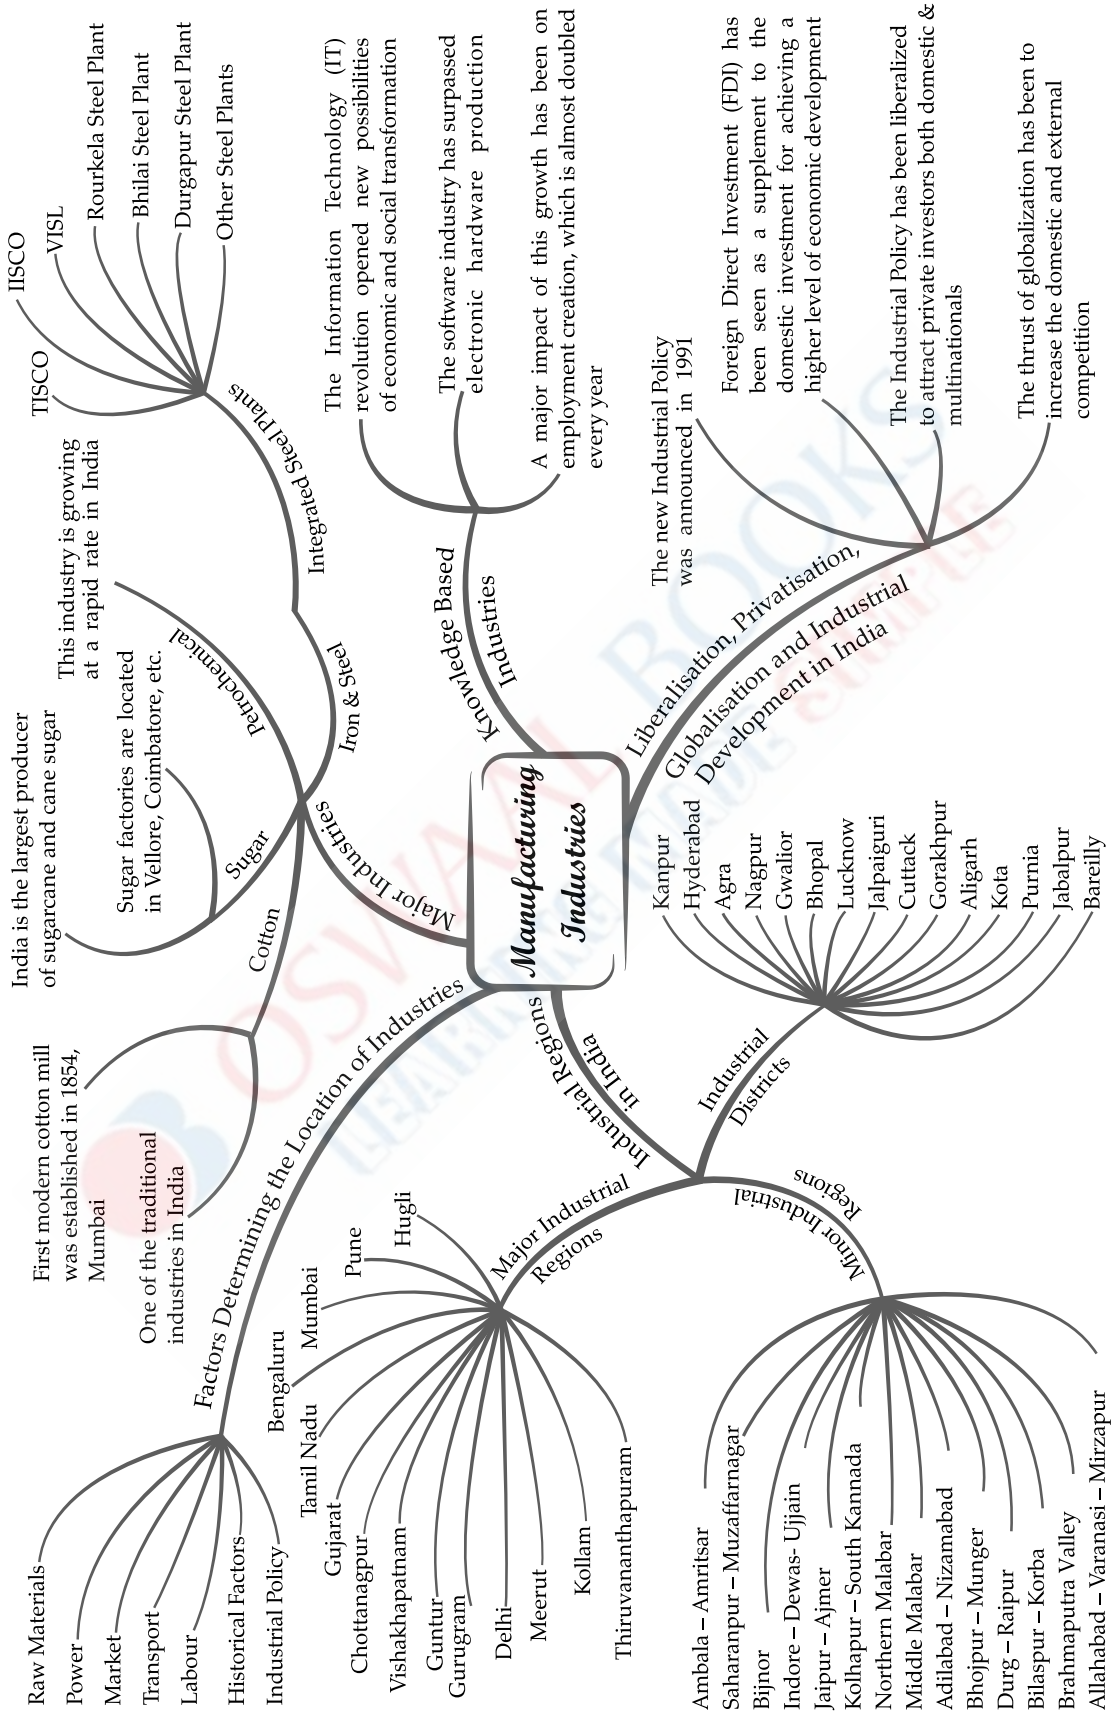 Manufacturing
Industries
Factors Determining the Location of Industries
Raw Materials
Power
Market
Transport
Labour
Historical Factors
Industrial Policy
Major Industries
Cotton
First modern cotton mill
was established in 1854,
Mumbai
One of the traditional
industries in India
Sugar
India is the largest producer
of sugarcane and cane sugar
Sugar factories are located
in Vellore, Coimbatore, etc.
Petrochemical
This industry is growing
at a rapid rate in India
Iron & Steel
Integrated Steel Plants
TISCO
IISCO
VISL
Rourkela Steel Plant
Bhilai Steel Plant
Durgapur Steel Plant
Other Steel Plants
Knowledge Based
Industries
The Information Technology (IT)
revolution opened new possibilities
of economic and social transformation
The software industry has surpassed
electronic hardware production
A major impact of this growth has been on
employment creation, which is almost doubled
every year
Liberalisation, Privatisation,
Globalisation and Industrial
Development in India
The new Industrial Policy
was announced in 1991
Foreign Direct Investment (FDI) has
been seen as a supplement to the
domestic investment for achieving a
higher level of economic development
The Industrial Policy has been liberalized
to attract private investors both domestic &
multinationals
The thrust of globalization has been to
increase the domestic and external
competition
Industrial Regions
in India
Major Industrial
Regions
Hugli
Pune
Mumbai
Bengaluru
Tamil Nadu
Gujarat
Chottanagpur
Vishakhapatnam
Guntur
Gurugram
Delhi
Meerut
Kollam
Thiruvananthapuram
Minor Industrial
Regions
Ambala – Amritsar
Saharanpur – Muzaffarnagar
Bijnor
Indore – Dewas- Ujjain
Jaipur – Ajmer
Kolhapur – South Kannada
Northern Malabar
Middle Malabar
Adilabad – Nizamabad
Bhojpur – Munger
Durg – Raipur
Bilaspur – Korba
Brahmaputra Valley
Allahabad – Varanasi – Mirzapur
Industrial
Districts
Kanpur
Hyderabad
Agra
Nagpur
Gwalior
Bhopal
Lucknow
Jalpaiguri
Cuttack
Gorakhpur
Aligarh
Kota
Purnia
Jabalpur
Bareilly
OSWAAL BOOKS
LEARNING MADE SIMPLE